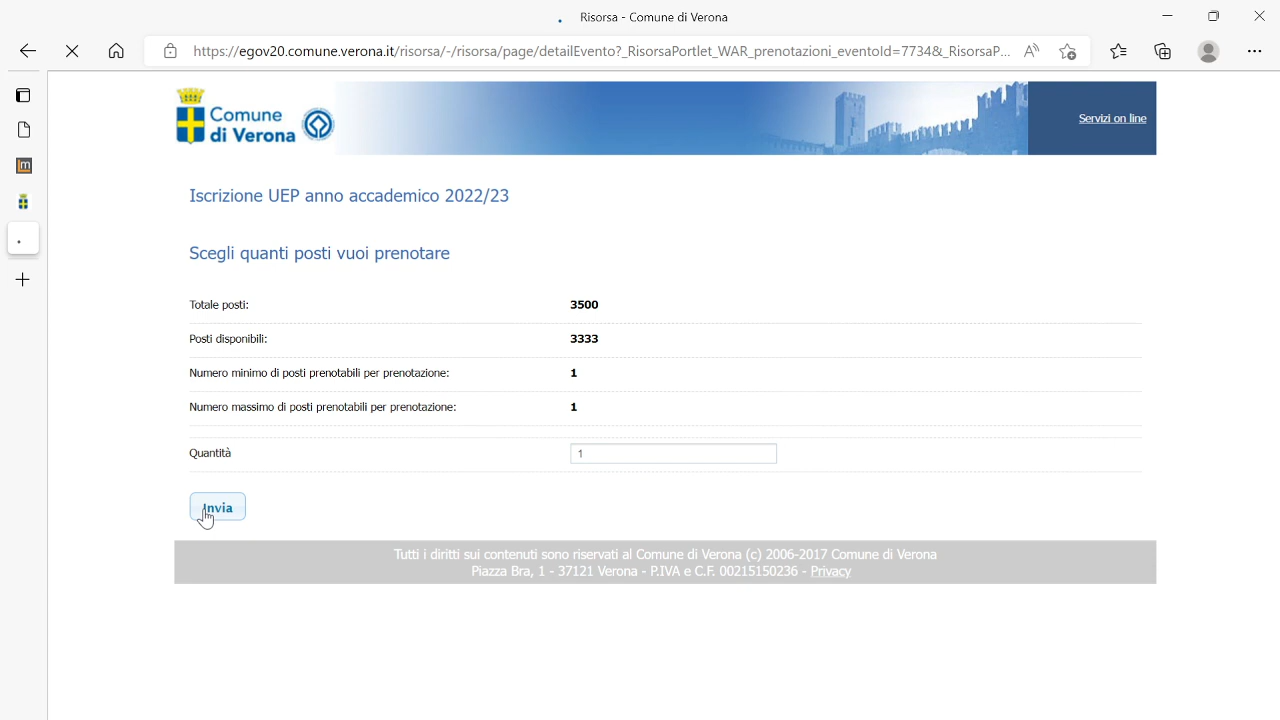 Risorsa - Comune di Verona
https://egov20.comune.verona.it/risorsa/-/risorsa/page/detailEvento?_RisorsaPortlet_WAR_prenotazioni_eventoId=7734&_RisorsaP...
Comune
di Verona
Servizi on line
Iscrizione UEP anno accademico 2022/23
Scegli quanti posti vuoi prenotare
Totale posti: 3500
Posti disponibili: 3333
Numero minimo di posti prenotabili per prenotazione: 1
Numero massimo di posti prenotabili per prenotazione: 1
Quantità 1
Invia
Tutti i diritti sui contenuti sono riservati al Comune di Verona (c) 2006-2017 Comune di Verona
Piazza Bra, 1 - 37121 Verona - P.IVA e C.F. 00215150236 - Privacy